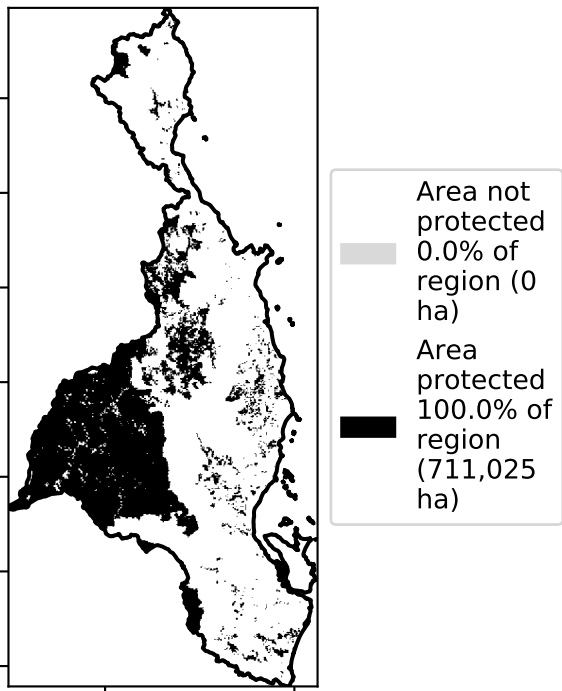 Area not
protected
0.0% of
region (0
ha)
Area
protected
100.0% of
region
(711,025
ha)